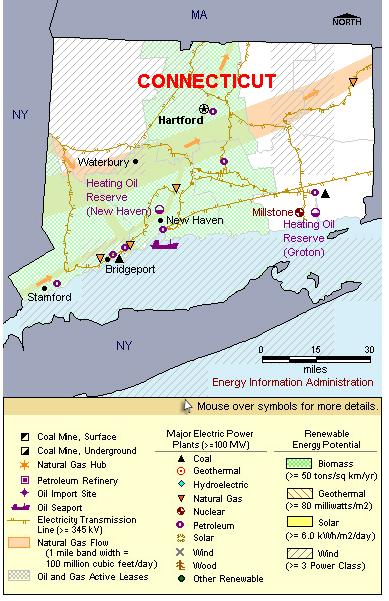 MA
NORTH
CONNECTICUT
NY
Hartford
Waterbury
Heating Oil
Reserve
(New Haven)
New Haven
Millstone
Heating Oil
Reserve
(Groton)
Bridgeport
Stamford
NY
0 15 30
miles
Energy Information Administration
Mouse over symbols for more details.
Coal Mine, Surface
Coal Mine, Underground
Natural Gas Hub
Petroleum Refinery
Oil Import Site
Oil Seaport
Electricity Transmission
Line (>= 345 kV)
Natural Gas Flow
(1 mile band width =
100 million cubic feet/day)
Oil and Gas Active Leases
Major Electric Power
Plants (>=100 MW)
Coal
Geothermal
Hydroelectric
Natural Gas
Nuclear
Petroleum
Solar
Wind
Wood
Other Renewable
Renewable
Energy Potential
Biomass
(>= 50 tons/sq km/yr)
Geothermal
(>= 80 milliwatts/m2)
Solar
(>= 6.0 kWh/m2/day)
Wind
(>= 3 Power Class)